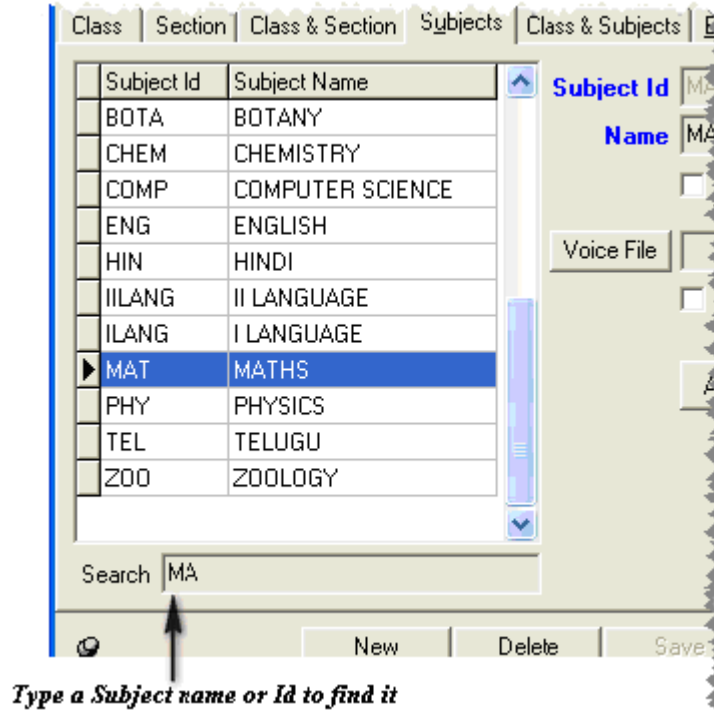 Class Section Class & Section Subjects Class & Subjects
Subject Id Subject Name Subject Id MA
BOTA BOTANY
Name MA
CHEM CHEMISTRY
COMP COMPUTER SCIENCE
ENG ENGLISH
Voice File
HIN HINDI
IILANG II LANGUAGE
ILANG I LANGUAGE
MAT MATHS
PHY PHYSICS
TEL TELUGU
ZOO ZOOLOGY
Search MA
New Delete Save
Type a Subject name or Id to find it